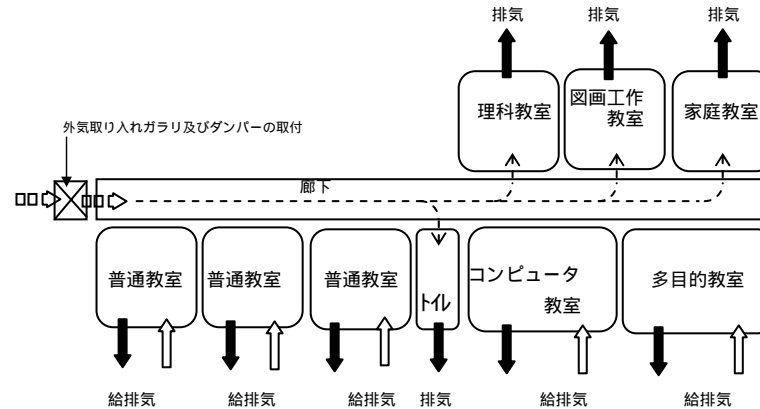 排気
排気
排気
理科教室
図画工作
教室
家庭教室
外気取り入れガラリ及びダンパーの取付
廊下
普通教室
普通教室
普通教室
トイレ
コンピュータ
教室
多目的教室
給排気
給排気
給排気
排気
給排気
給排気